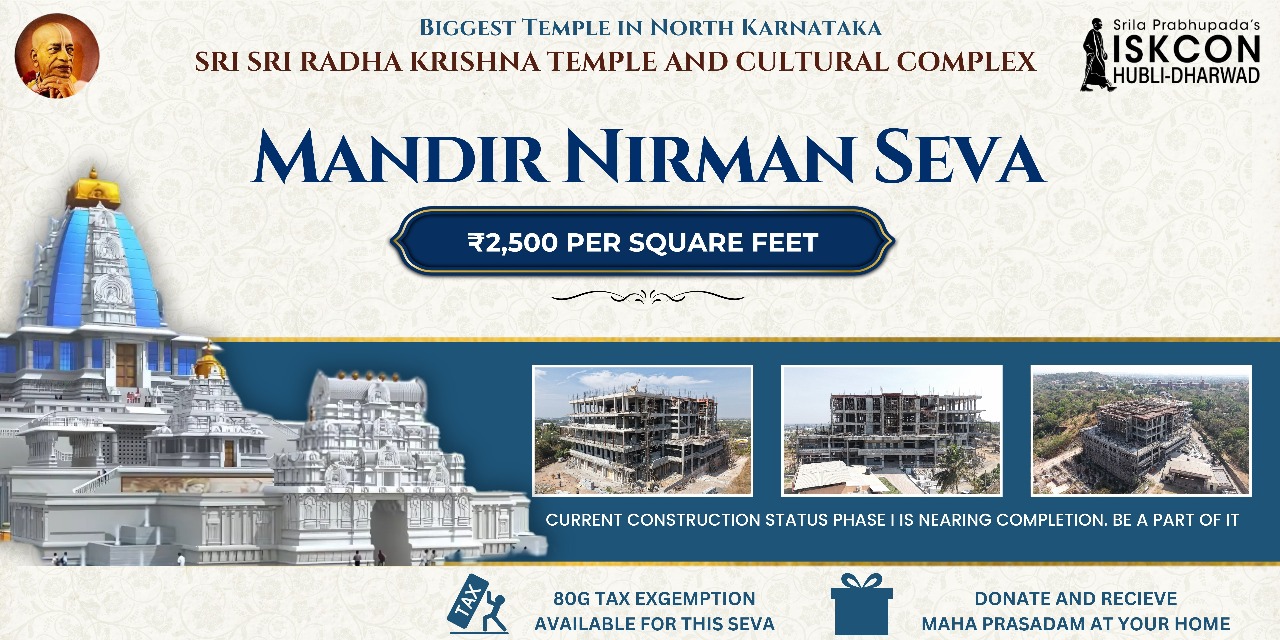 BIGGEST TEMPLE IN NORTH KARNATAKA
SRI SRI RADHA KRISHNA TEMPLE AND CULTURAL COMPLEX
Srila Prabhupada's
ISKCON
HUBLI-DHARWAD
MANDIR NIRMAN SEVA
₹2,500 PER SQUARE FEET
CURRENT CONSTRUCTION STATUS PHASE I IS NEARING COMPLETION. BE A PART OF IT
TAX
80G TAX EXGEMPTION
AVAILABLE FOR THIS SEVA
DONATE AND RECIEVE
MAHA PRASADAM AT YOUR HOME